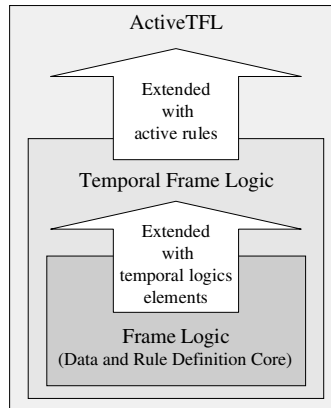 ActiveTFL
Extended
with
active rules
Temporal Frame Logic
Extended
with
temporal logics
elements
Frame Logic
(Data and Rule Definition Core)